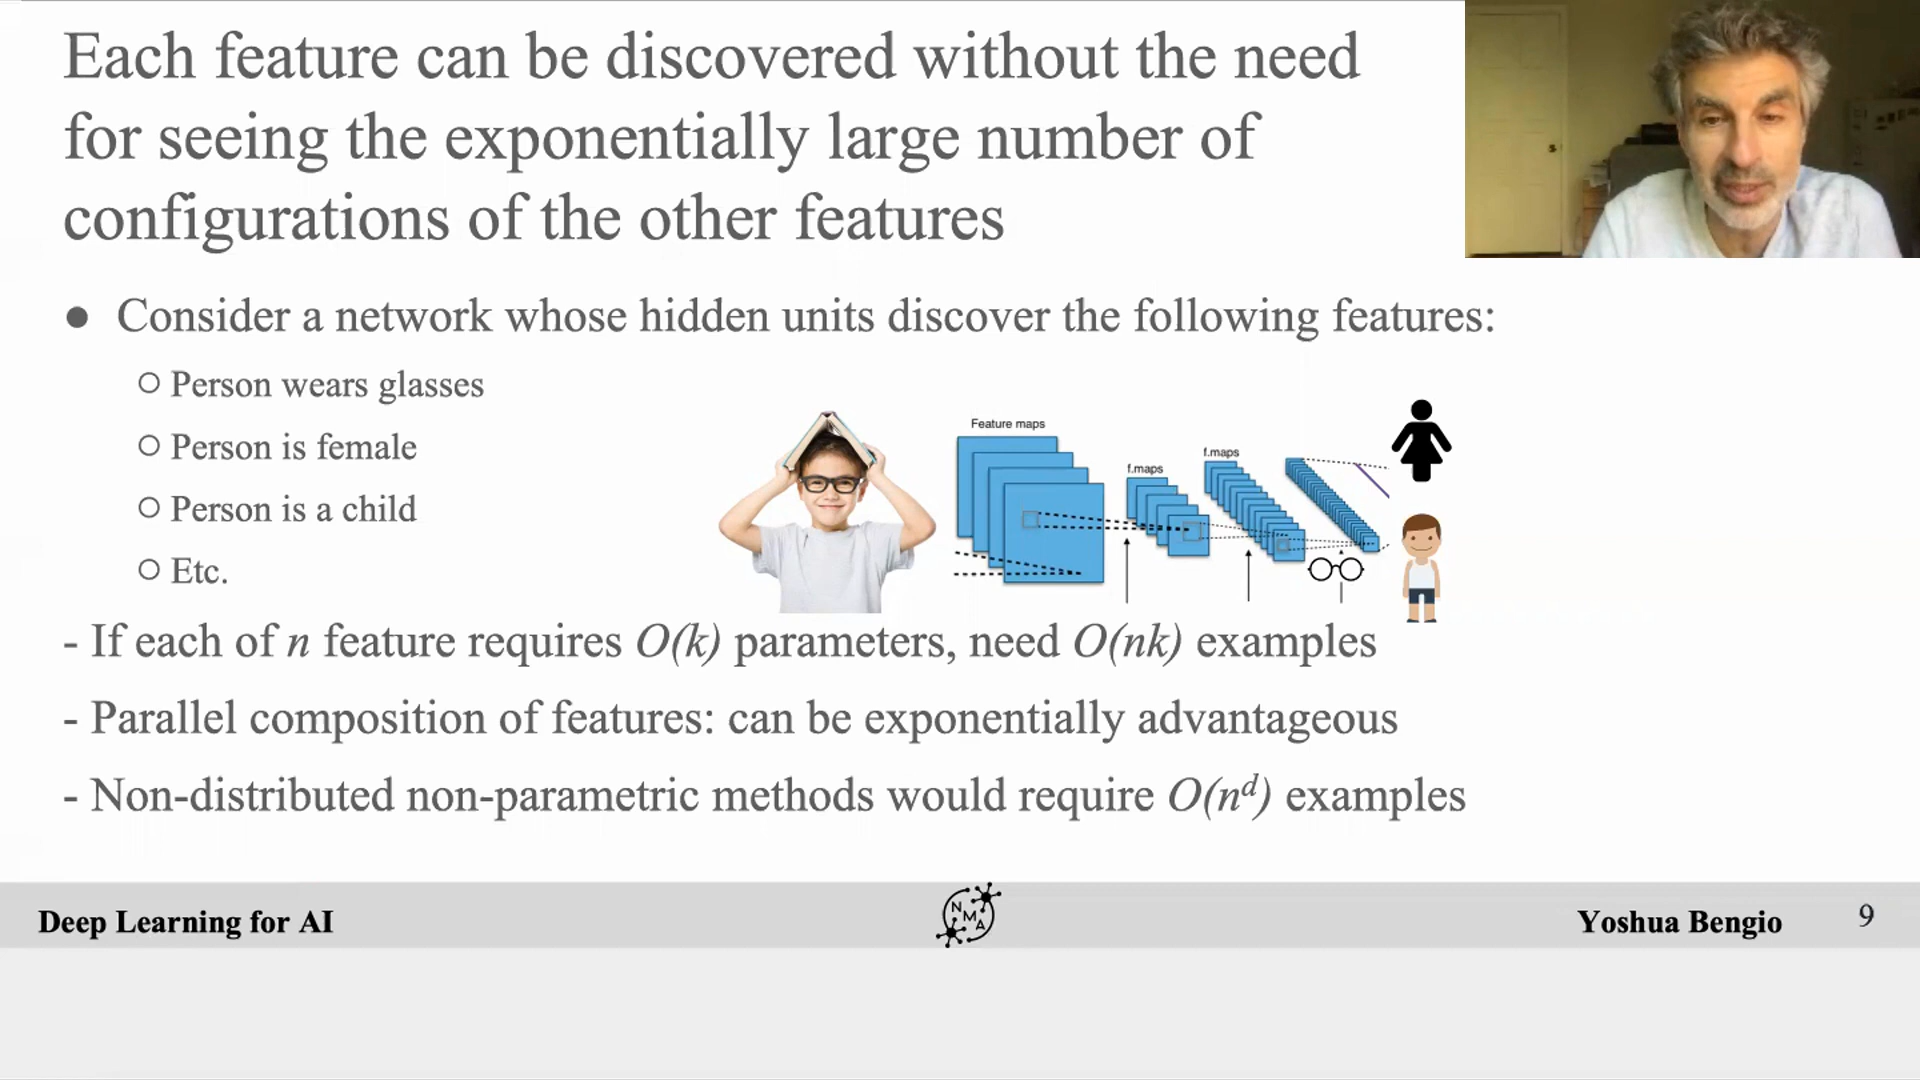 Each feature can be discovered without the need
for seeing the exponentially large number of
configurations of the other features
● Consider a network whose hidden units discover the following features:
○ Person wears glasses
○ Person is female
○ Person is a child
○ Etc.
Feature maps
f.maps
f.maps
- If each of n feature requires O(k) parameters, need O(nk) examples
- Parallel composition of features: can be exponentially advantageous
- Non-distributed non-parametric methods would require O(n^d) examples
Deep Learning for AI
NMA
Yoshua Bengio
9